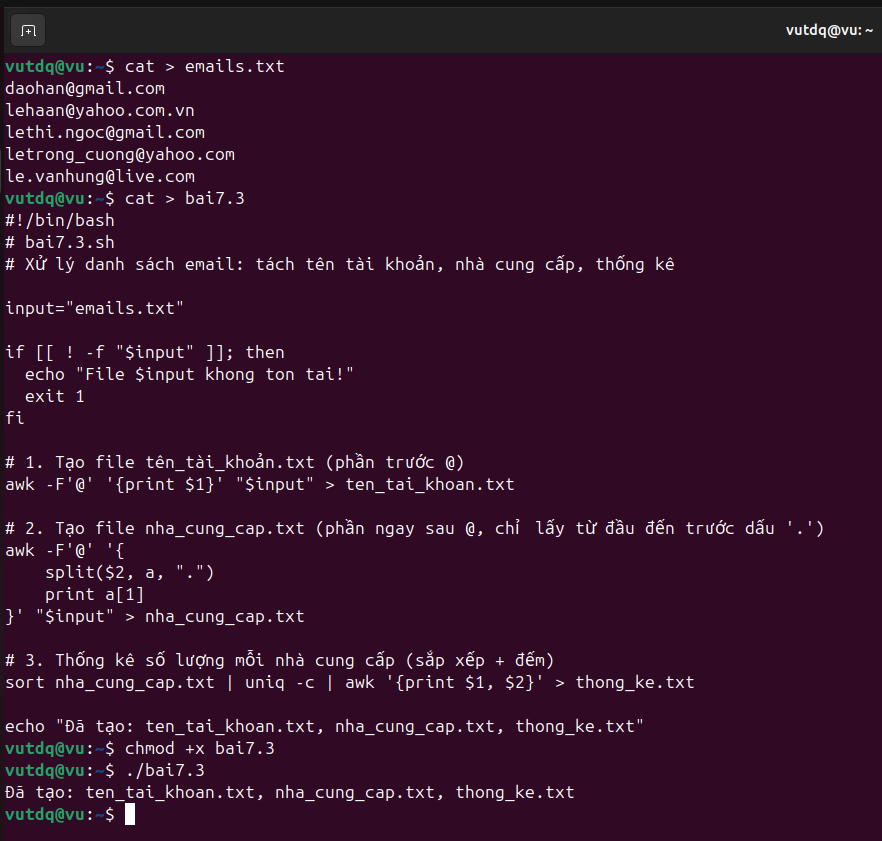 vutdq@vu: ~
vutdq@vu:~$ cat > emails.txt
daohan@gmail.com
lehaan@yahoo.com.vn
lethi.ngoc@gmail.com
letrong_cuong@yahoo.com
le.vanhung@live.com
vutdq@vu:~$ cat > bai7.3
#!/bin/bash
# bai7.3.sh
# Xử lý danh sách email: tách tên tài khoản, nhà cung cấp, thống kê

input="emails.txt"

if [[ ! -f "$input" ]]; then
  echo "File $input khong ton tai!"
  exit 1
fi

# 1. Tạo file tên_tài_khoản.txt (phần trước @)
awk -F'@' '{print $1}' "$input" > ten_tai_khoan.txt

# 2. Tạo file nha_cung_cap.txt (phần ngay sau @, chỉ lấy từ đầu đến trước dấu '.')
awk -F'@' '{
    split($2, a, ".")
    print a[1]
}' "$input" > nha_cung_cap.txt

# 3. Thống kê số lượng mỗi nhà cung cấp (sắp xếp + đếm)
sort nha_cung_cap.txt | uniq -c | awk '{print $1, $2}' > thong_ke.txt

echo "Đã tạo: ten_tai_khoan.txt, nha_cung_cap.txt, thong_ke.txt"
vutdq@vu:~$ chmod +x bai7.3
vutdq@vu:~$ ./bai7.3
Đã tạo: ten_tai_khoan.txt, nha_cung_cap.txt, thong_ke.txt
vutdq@vu:~$